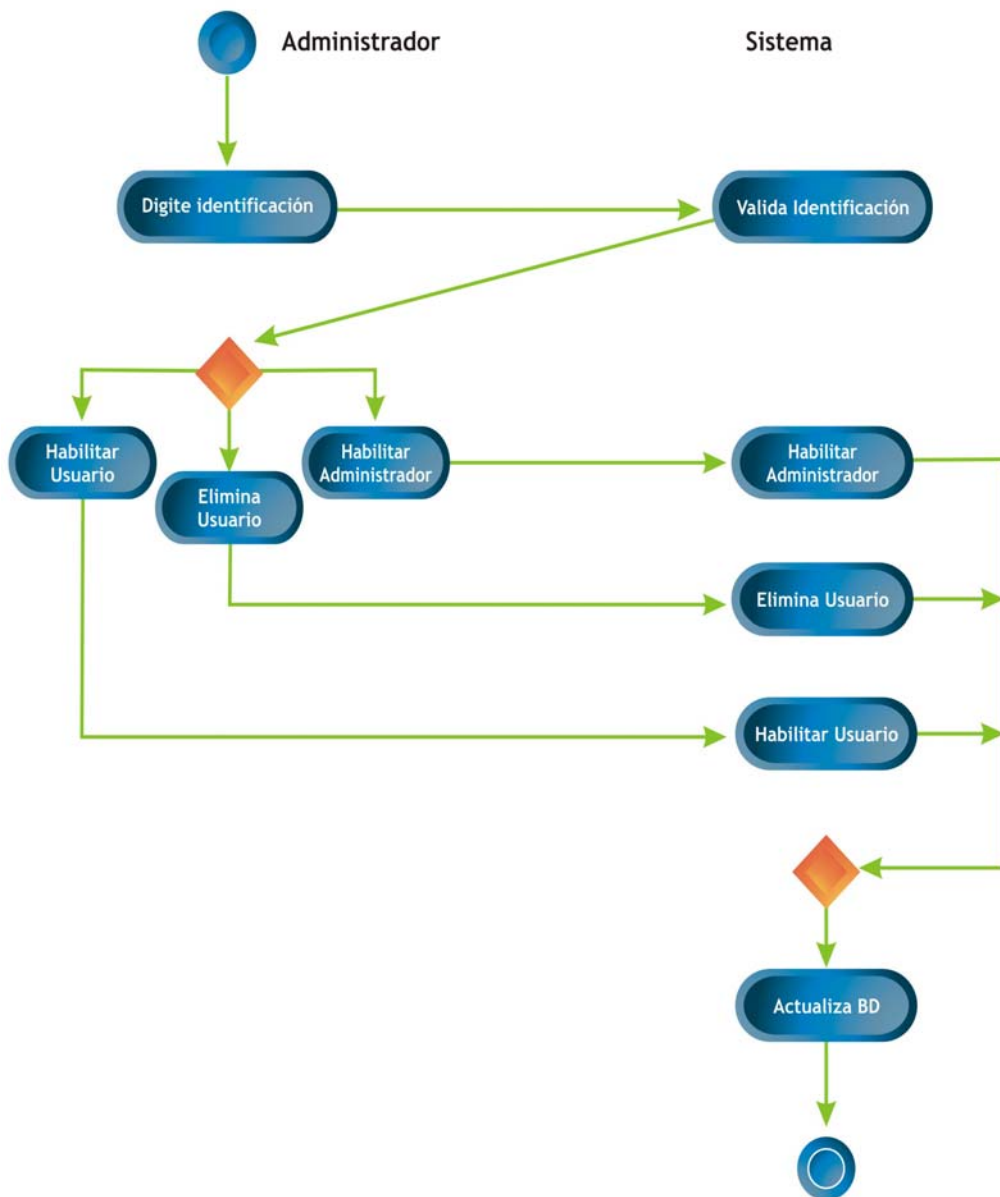 Administrador
Sistema
Digite identificación
Valida Identificación
Habilitar
Usuario
Elimina
Usuario
Habilitar
Administrador
Habilitar
Administrador
Elimina Usuario
Habilitar Usuario
Actualiza BD